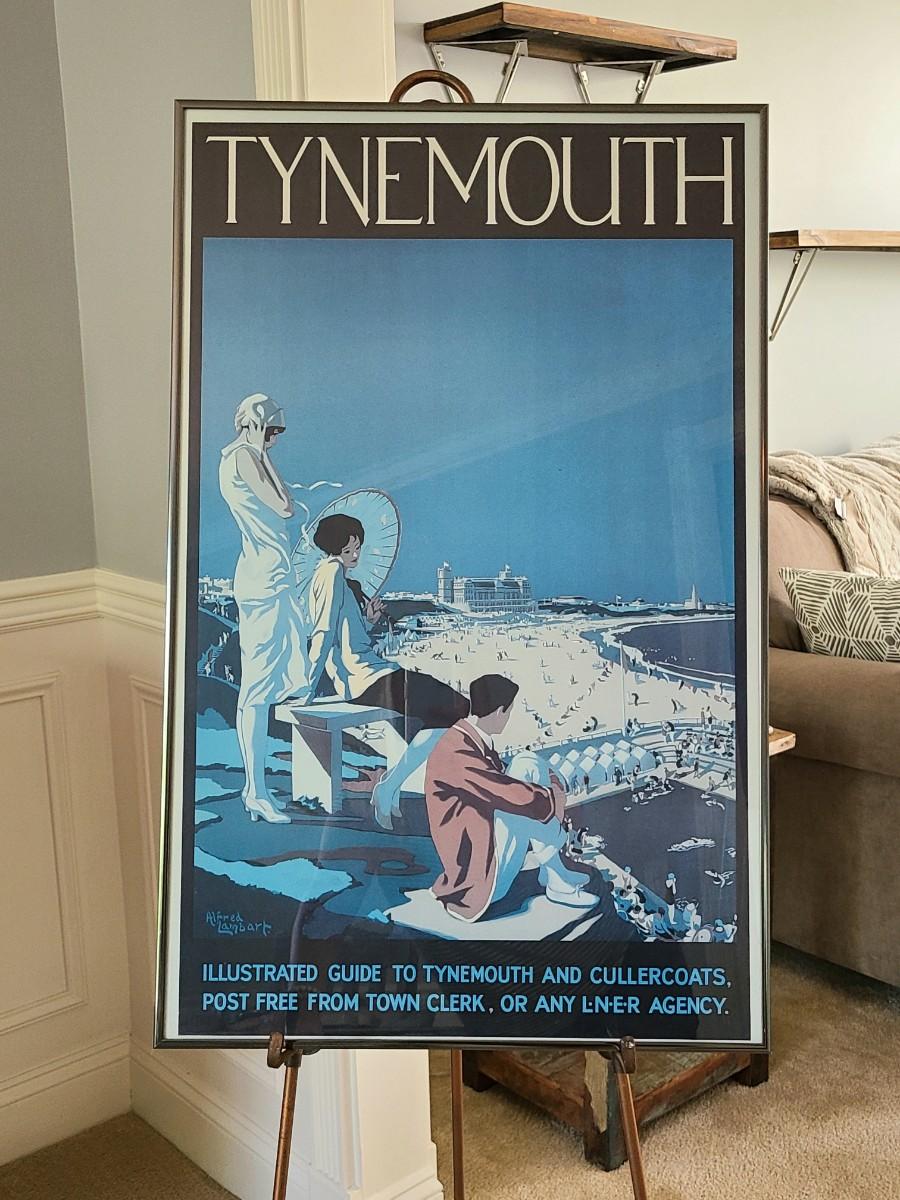 TYNEMOUTH
Alfred
Lambart
ILLUSTRATED GUIDE TO TYNEMOUTH AND CULLERCOATS,
POST FREE FROM TOWN CLERK, OR ANY L·N·E·R AGENCY.